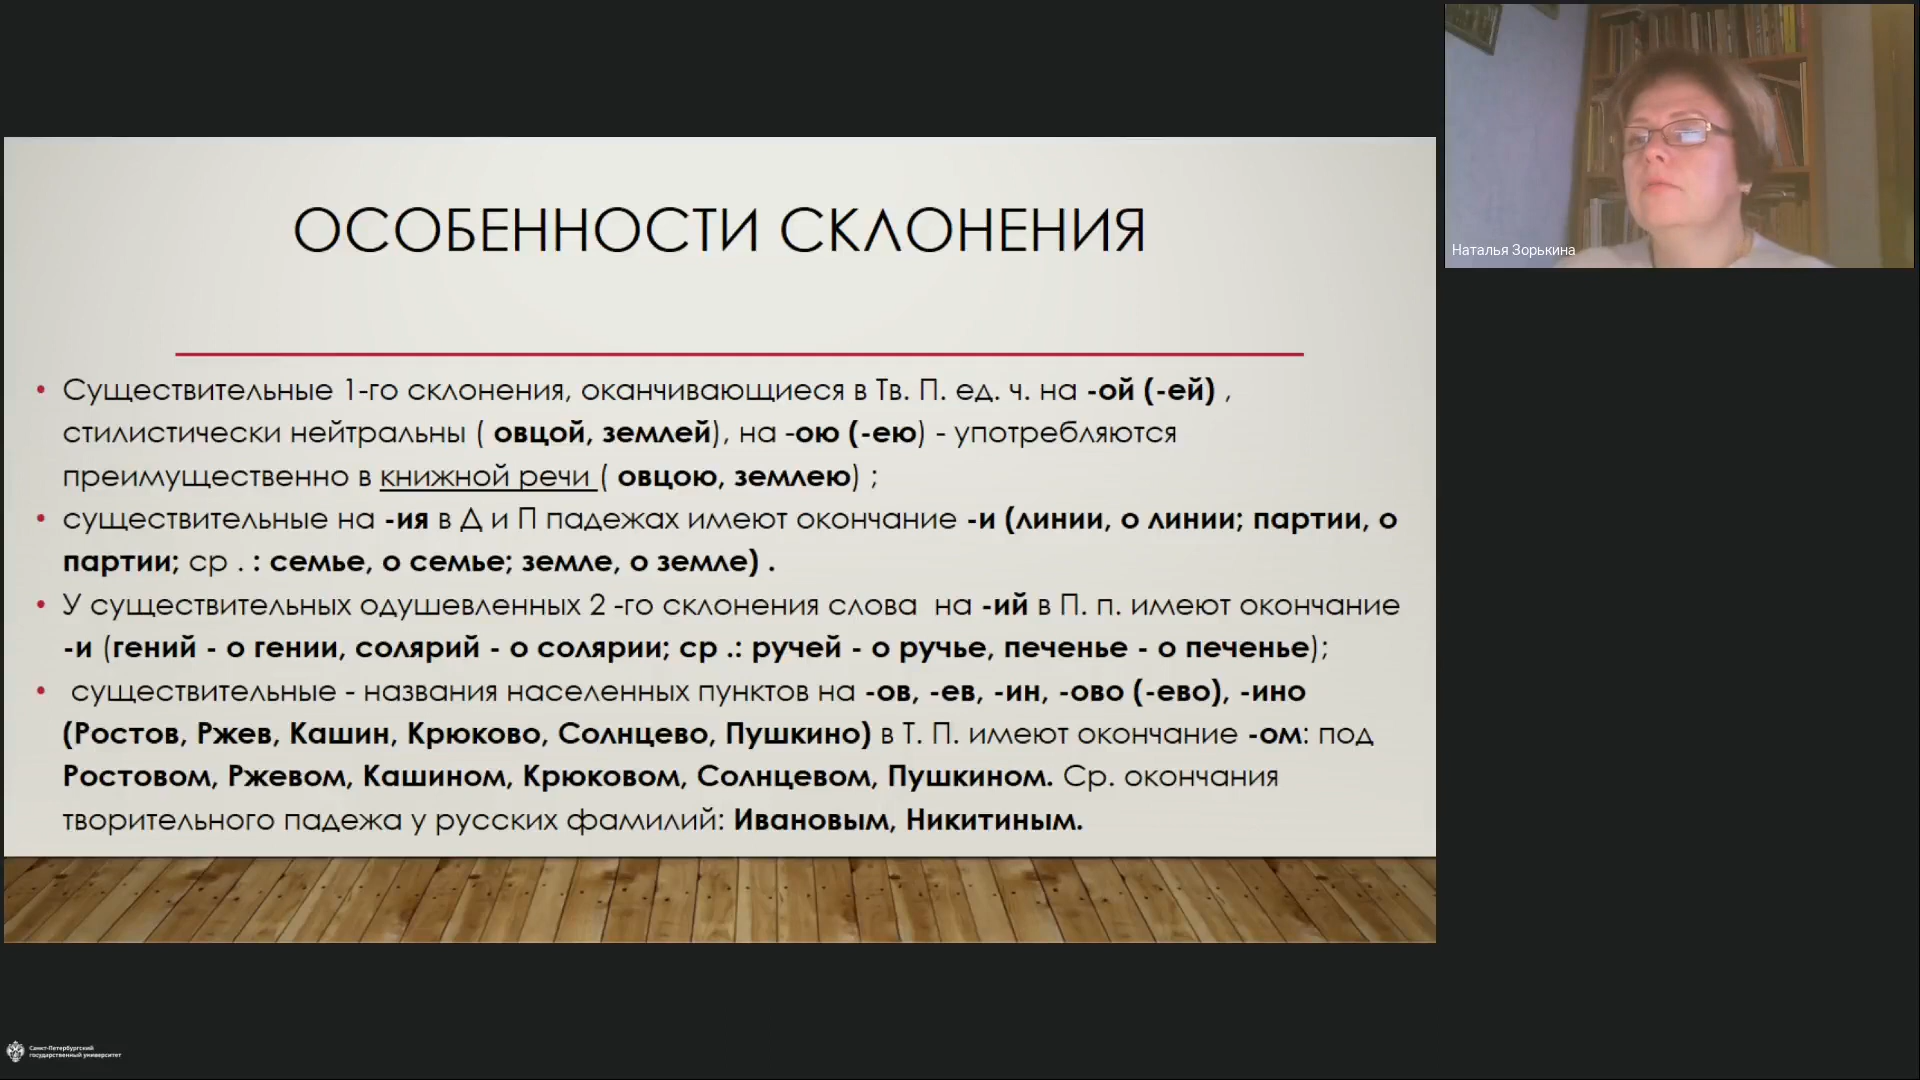 ОСОБЕННОСТИ СКЛОНЕНИЯ
• Существительные 1-го склонения, оканчивающиеся в Тв. П. ед. ч. на -ой (-ей) ,
стилистически нейтральны ( овцой, землей), на -ою (-ею) - употребляются
преимущественно в книжной речи ( овцою, землею) ;
• существительные на -ия в Д и П падежах имеют окончание -и (линии, о линии; партии, о
партии; ср . : семье, о семье; земле, о земле) .
• У существительных одушевленных 2 -го склонения слова на -ий в П. п. имеют окончание
-и (гений - о гении, солярий - о солярии; ср .: ручей - о ручье, печенье - о печенье);
• существительные - названия населенных пунктов на -ов, -ев, -ин, -ово (-ево), -ино
(Ростов, Ржев, Кашин, Крюково, Солнцево, Пушкино) в Т. П. имеют окончание -ом: под
Ростовом, Ржевом, Кашином, Крюковом, Солнцевом, Пушкином. Ср. окончания
творительного падежа у русских фамилий: Ивановым, Никитиным.
Наталья Зорькина
Санкт-Петербургский
государственный университет